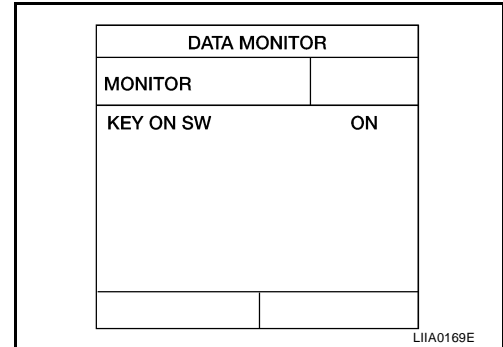 DATA MONITOR
MONITOR
KEY ON SW ON
LIIA0169E